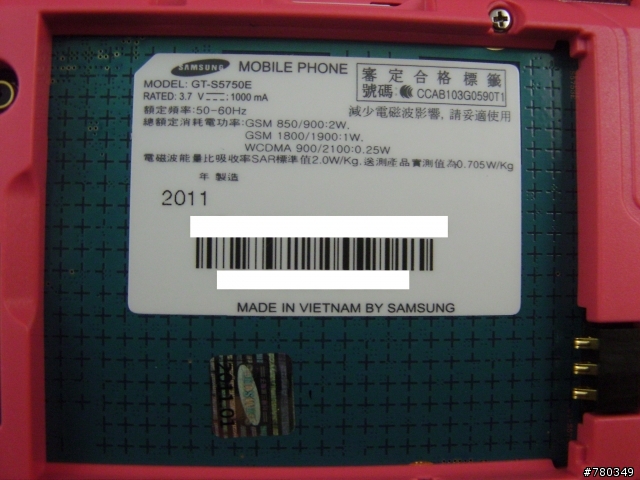 SAMSUNG MOBILE PHONE
MODEL: GT-S5750E
RATED: 3.7 V⎓: 1000 mA
審定合格標籤
號碼: CCAB103G0590T1
額定頻率:50~60Hz
減少電磁波影響,請妥適使用
總額定消耗電功率:GSM 850/900:2W.
GSM 1800/1900:1W.
WCDMA 900/2100:0.25W
電磁波能量比吸收率SAR標準值2.0W/Kg.送測產品實測值為0.705W/Kg
年 製造
2011
MADE IN VIETNAM BY SAMSUNG
2011.01
#780349